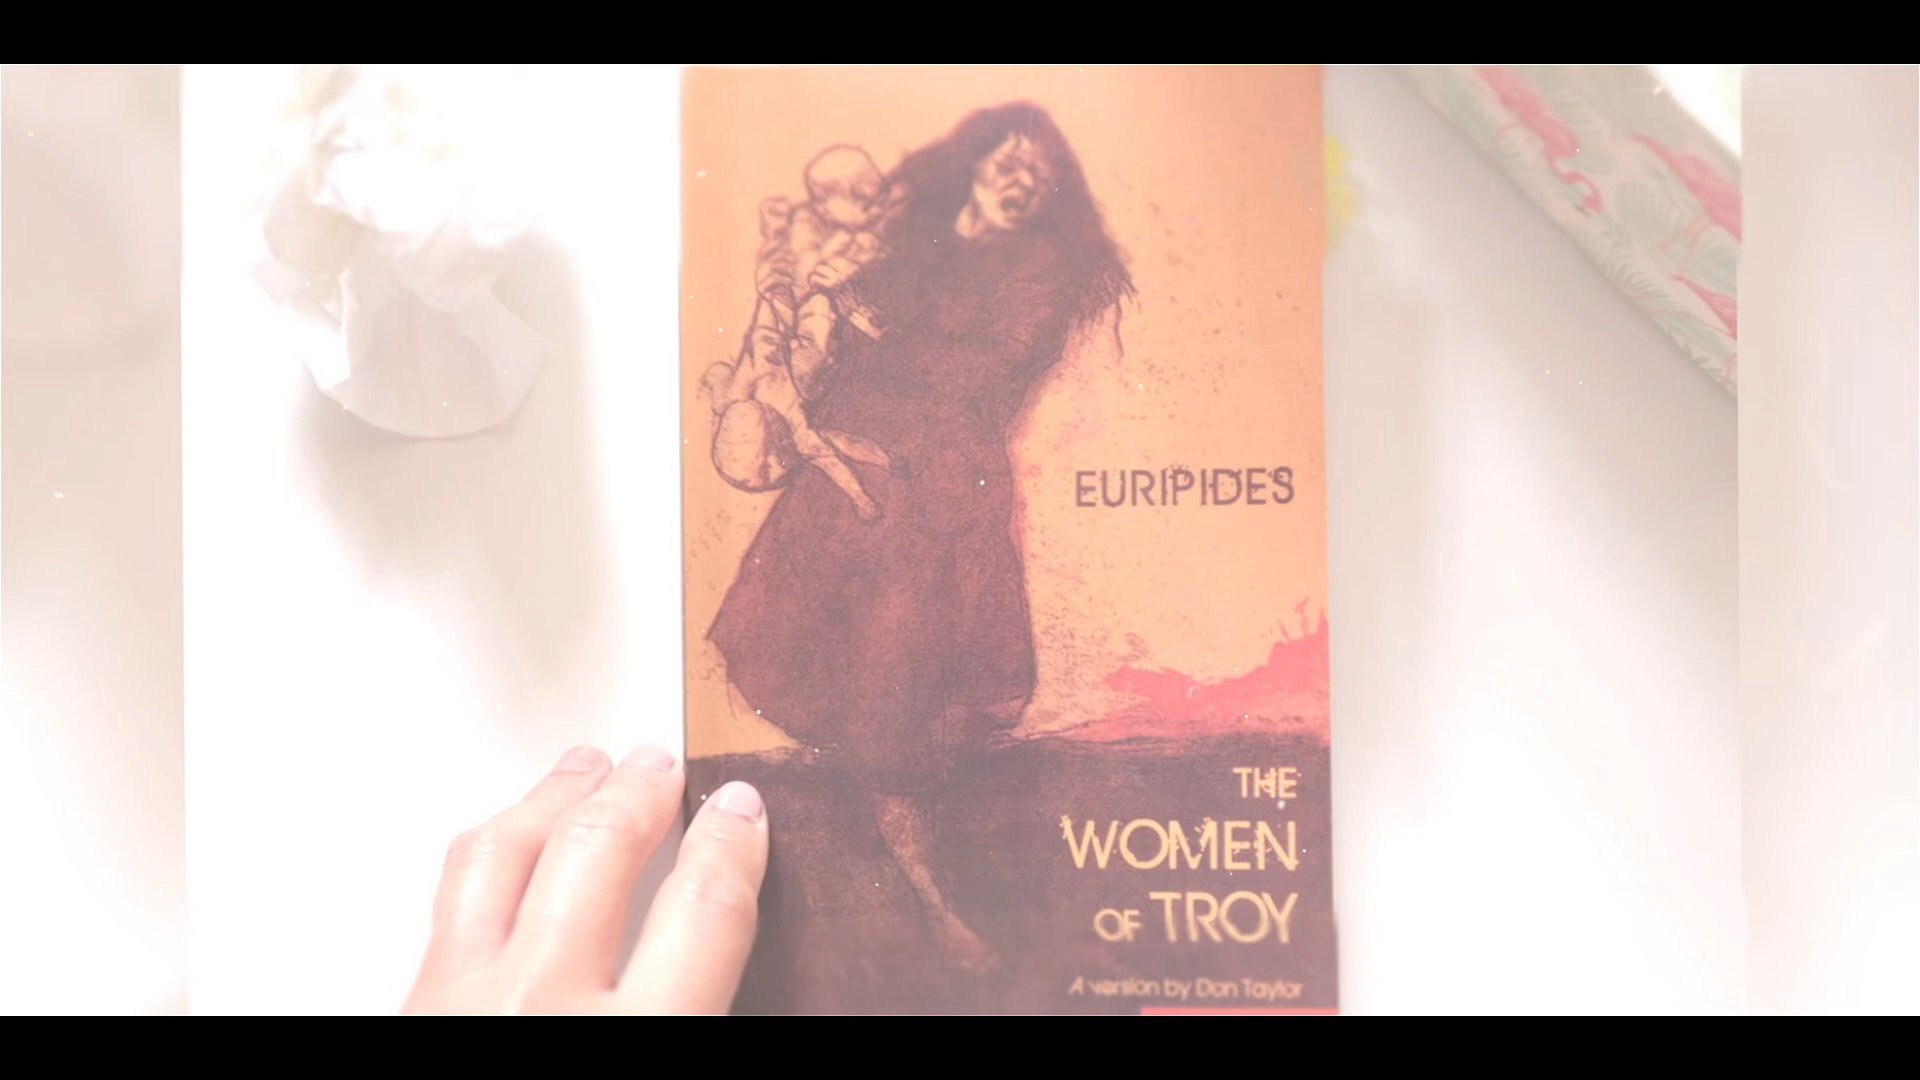 EURIPIDES
THE
WOMEN
OF TROY
A version by Don Taylor